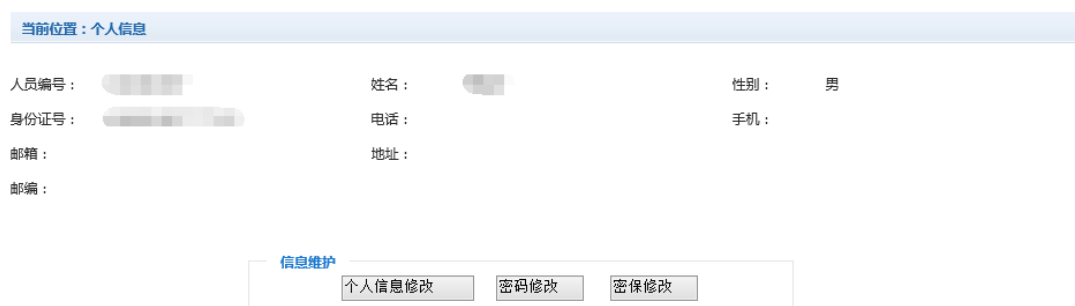 当前位置：个人信息
人员编号： 姓名： 性别： 男
身份证号： 电话： 手机：
邮箱： 地址：
邮编：
信息维护
个人信息修改 密码修改 密保修改